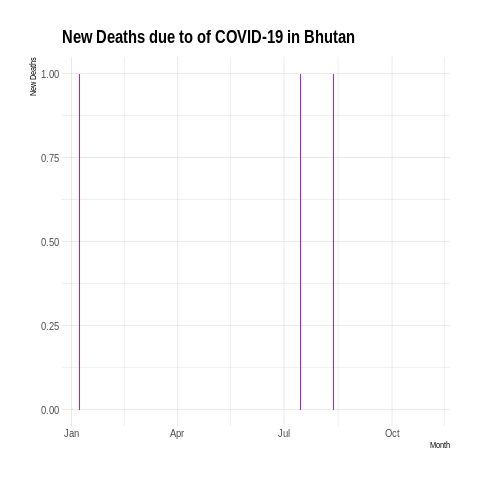 New Deaths due to of COVID-19 in Bhutan
New Deaths
1.00
0.75
0.50
0.25
0.00
Jan Apr Jul Oct
Month